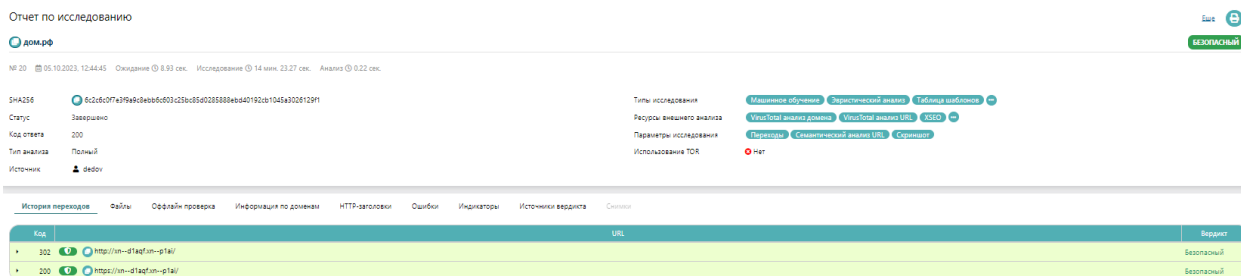 Отчет по исследованию
Еще
дом.рф
БЕЗОПАСНЫЙ
№ 20 05.10.2023, 12:44:45 Ожидание 8.93 сек. Исследование 14 мин. 23.27 сек. Анализ 0.22 сек.
SHA256 6c2c6c0f7e3f9a9c8ebb6c603c25bc85d0285888ebd40192cb1045a3026129f1
Типы исследования Машинное обучение Эвристический анализ Таблица шаблонов
Статус Завершено
Ресурсы внешнего анализа VirusTotal анализ домена VirusTotal анализ URL XSEO
Код ответа 200
Параметры исследования Переходы Семантический анализ URL Скриншот
Тип анализа Полный
Использование TOR Нет
Источник dedov
История переходов Файлы Оффлайн проверка Информация по доменам HTTP-заголовки Ошибки Индикаторы Источники вердикта Снимки
Код URL Вердикт
302 http://xn--d1aqf.xn--p1ai/ Безопасный
200 https://xn--d1aqf.xn--p1ai/ Безопасный